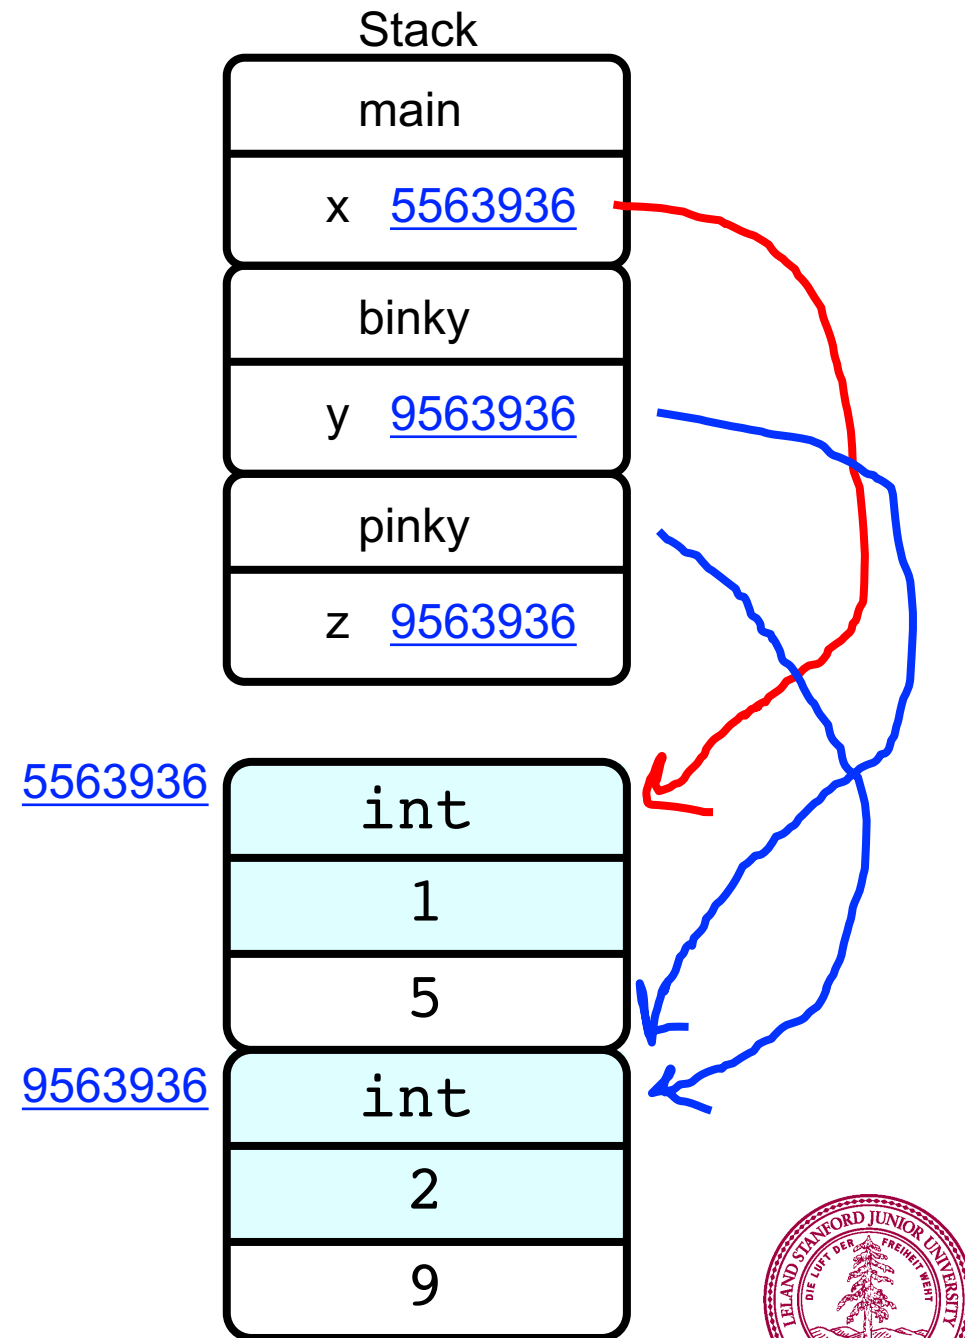 Stack
main
x 5563936
binky
y 9563936
pinky
z 9563936
5563936
int
1
5
9563936
int
2
9
LELAND STANFORD JUNIOR UNIVERSITY
DIE LUFT DER FREIHEIT WEHT